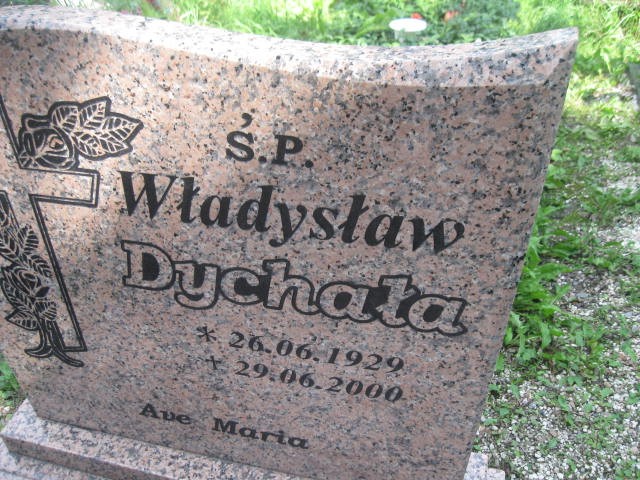 Ś.P.
Władysław
Dychała
* 26.06.1929
+ 29.06.2000
Ave Maria